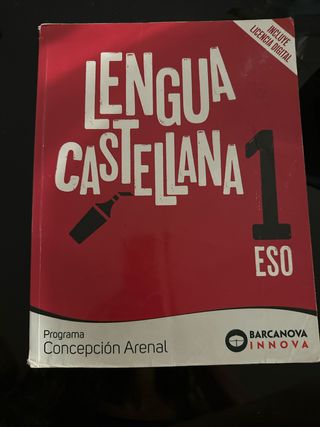 INCLUYE
LICENCIA DIGITAL
LENGUA
CASTELLANA
1
ESO
Programa
Concepción Arenal
BARCANOVA
INNOVA